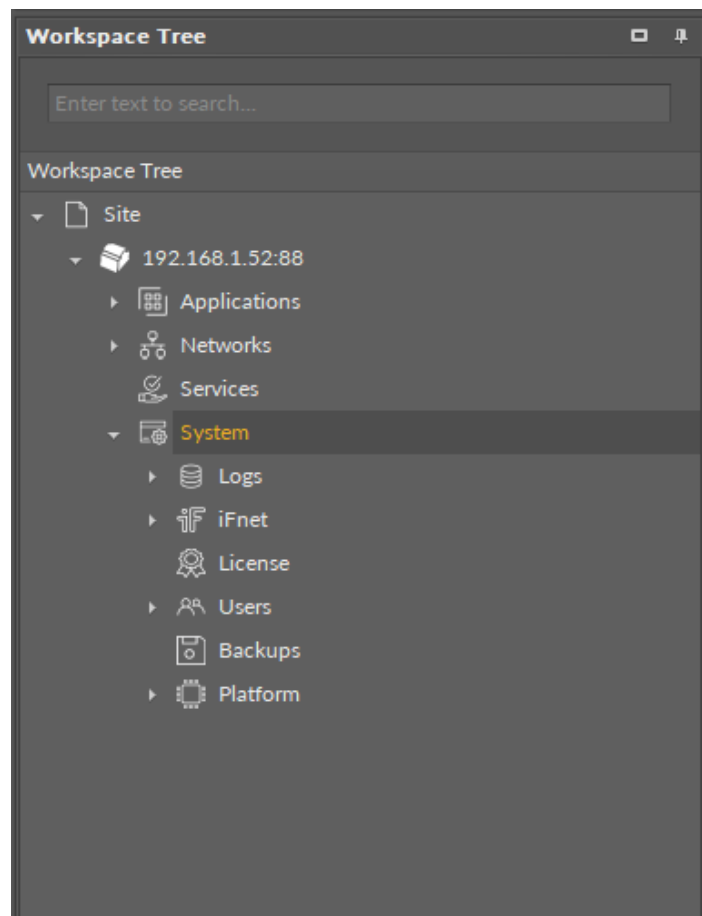 Workspace Tree
Enter text to search...
Workspace Tree
Site
192.168.1.52:88
Applications
Networks
Services
System
Logs
iFnet
License
Users
Backups
Platform